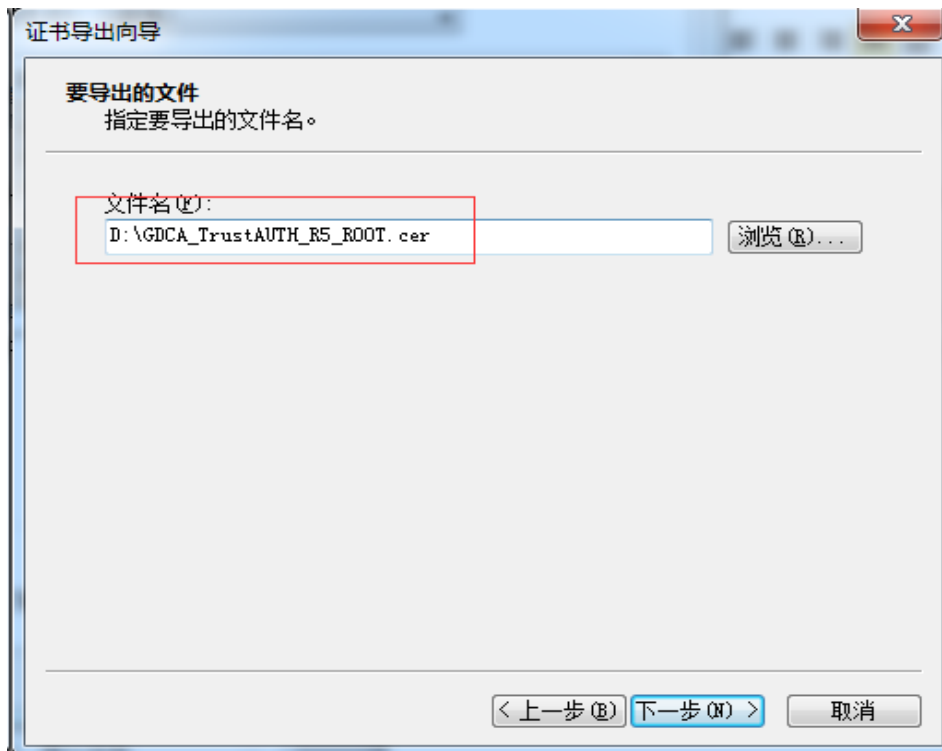 证书导出向导
要导出的文件
指定要导出的文件名。
文件名(F):
D:\GDCA_TrustAUTH_R5_ROOT.cer
浏览(R)...
< 上一步(B) 下一步(N) > 取消